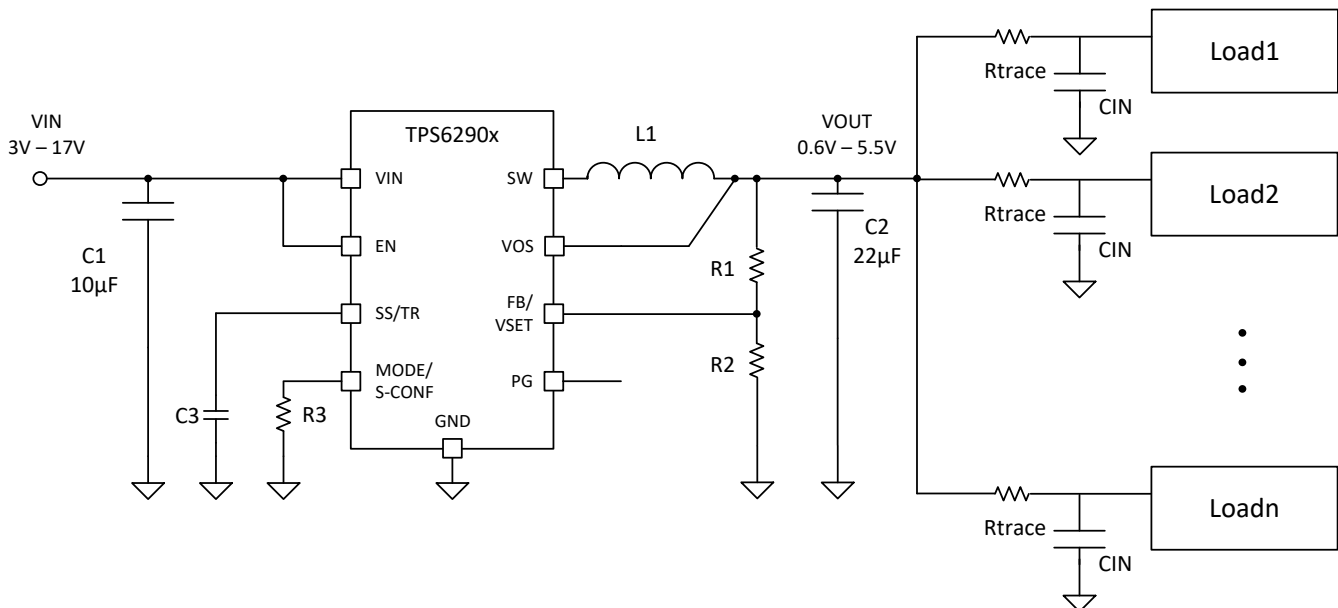 Load1
Rtrace
CIN
VIN
3V – 17V
TPS6290x
L1
VOUT
0.6V – 5.5V
VIN
SW
Load2
C1
10µF
EN
VOS
R1
C2
22µF
Rtrace
CIN
SS/TR
FB/
VSET
MODE/
S-CONF
PG
R2
C3
R3
GND
Loadn
Rtrace
CIN